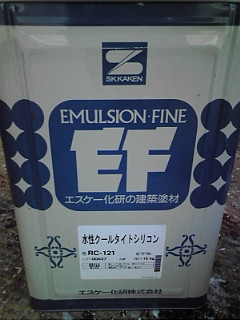 SK KAKEN
EMULSION·FINE
EF
エスケー化研の建築塗材
水性クールタイトシリコン
RC-121
エスケー化研株式会社